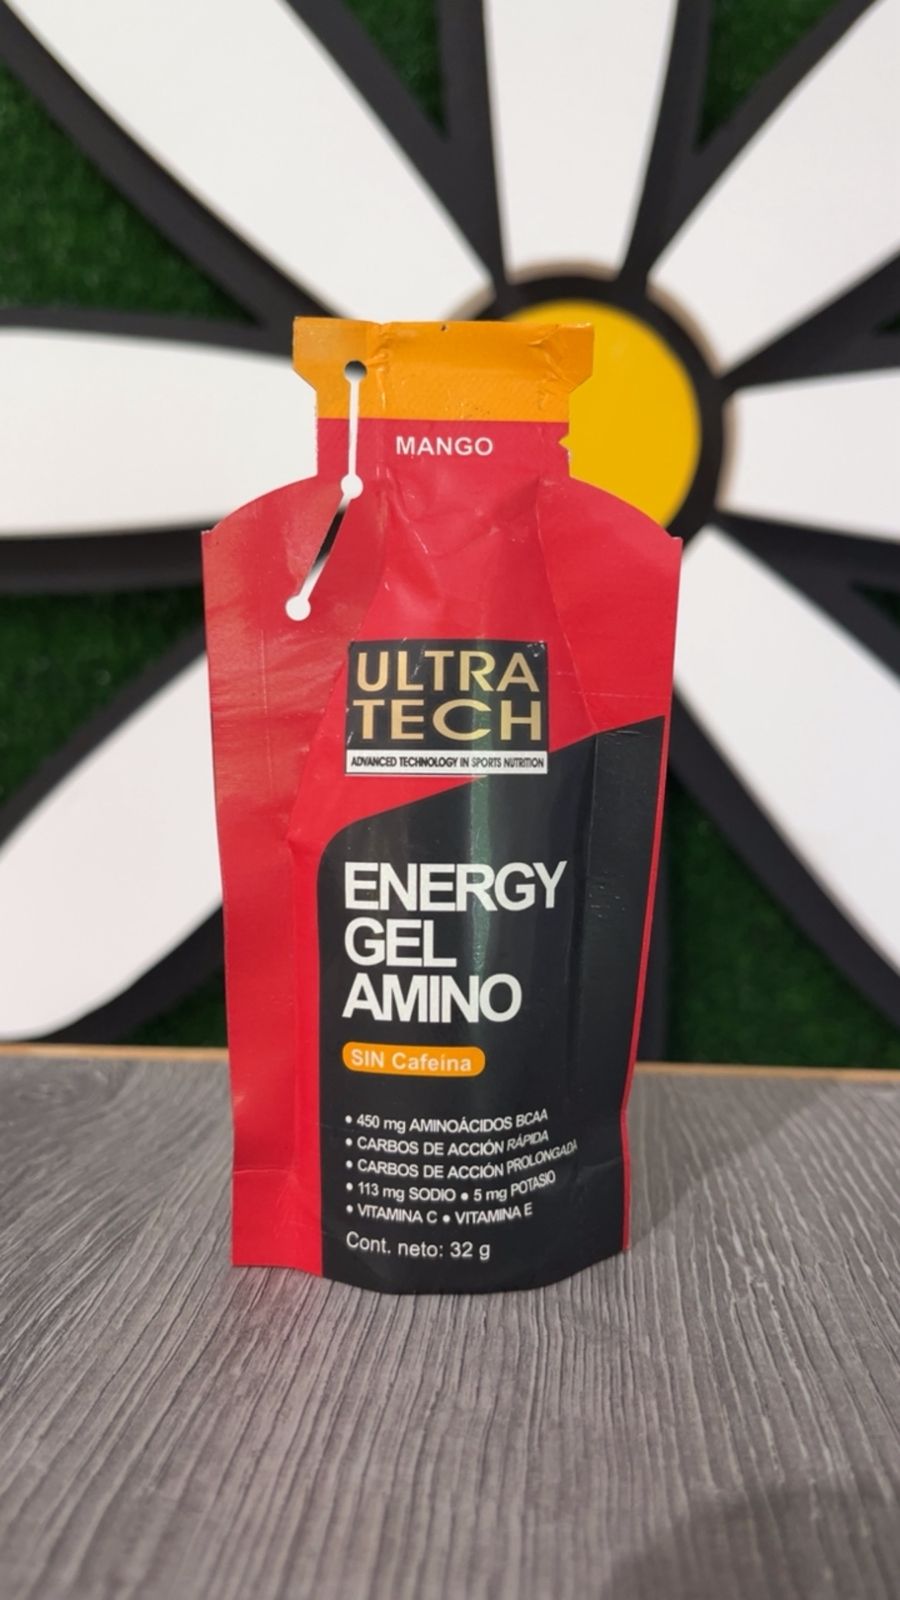 MANGO
ULTRA
TECH
ADVANCED TECHNOLOGY IN SPORTS NUTRITION
ENERGY
GEL
AMINO
SIN Cafeína
• 450 mg AMINOÁCIDOS BCAA
• CARBOS DE ACCIÓN RÁPIDA
• CARBOS DE ACCIÓN PROLONGADA
• 113 mg SODIO • 5 mg POTASIO
• VITAMINA C • VITAMINA E
Cont. neto: 32 g